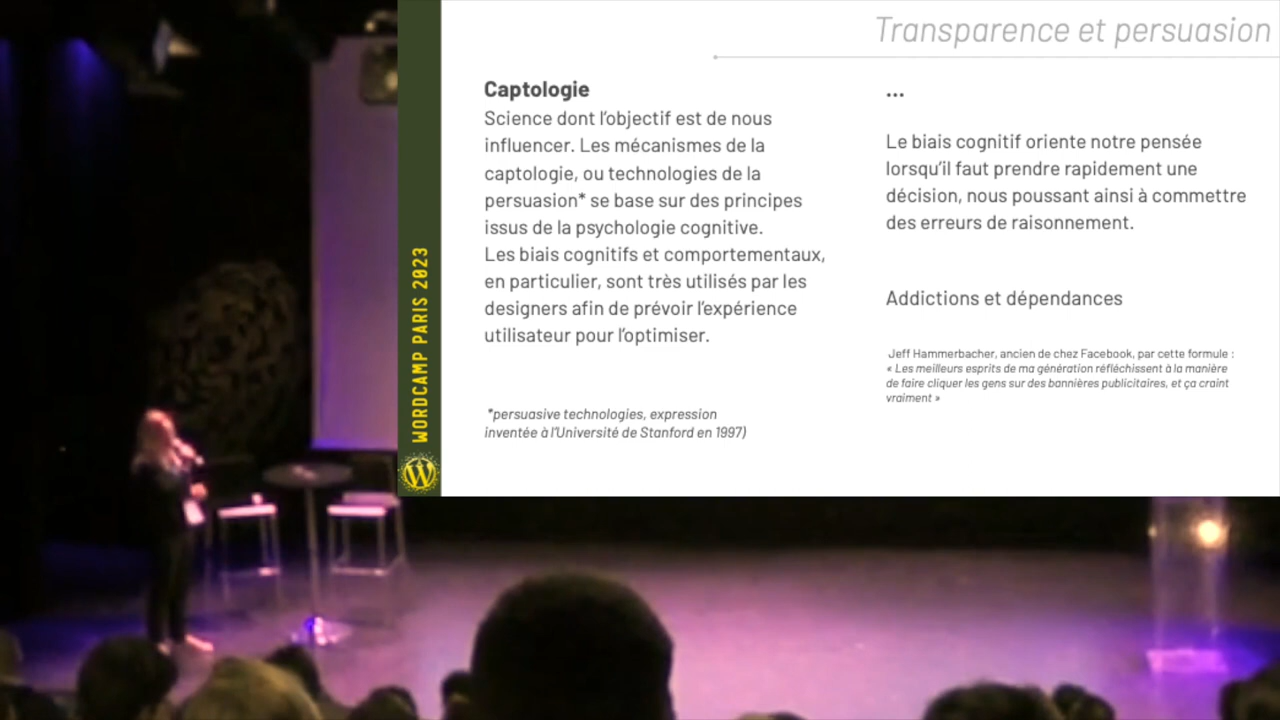 Transparence et persuasion
Captologie
Science dont l'objectif est de nous
influencer. Les mécanismes de la
captologie, ou technologies de la
persuasion* se base sur des principes
issus de la psychologie cognitive.
Les biais cognitifs et comportementaux,
en particulier, sont très utilisés par les
designers afin de prévoir l'expérience
utilisateur pour l'optimiser.
*persuasive technologies, expression
inventée à l'Université de Stanford en 1997)
...
Le biais cognitif oriente notre pensée
lorsqu'il faut prendre rapidement une
décision, nous poussant ainsi à commettre
des erreurs de raisonnement.
Addictions et dépendances
Jeff Hammerbacher, ancien de chez Facebook, par cette formule :
« Les meilleurs esprits de ma génération réfléchissent à la manière
de faire cliquer les gens sur des bannières publicitaires, et ça craint
vraiment »
WORDCAMP PARIS 2023